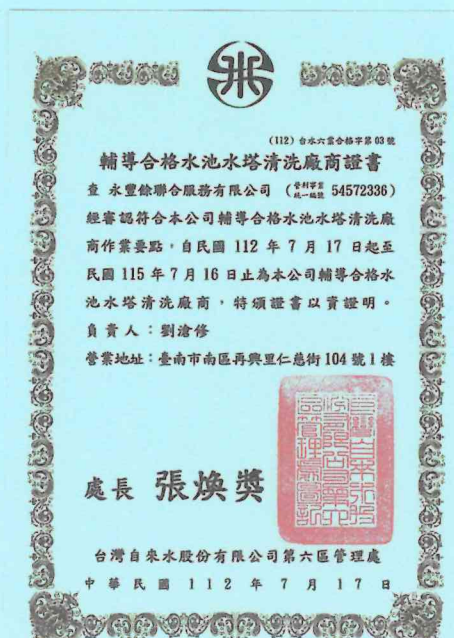 (112) 台水六業合格字第 03 號
輔導合格水池水塔清洗廠商證書
查 永豐餘聯合服務有限公司 (營利事業統一編號 54572336)
經審認符合本公司輔導合格水池水塔清洗廠
商作業要點,自民國 112 年 7 月 17 日起至
民國 115 年 7 月 16 日止為本公司輔導合格水
池水塔清洗廠商,特頒證書以資證明。
負責人:劉滄修
營業地址:臺南市南區再興里仁慈街 104 號 1 樓
處長 張煥獎
台灣自來水股份有限公司第六區管理處
中華民國 112 年 7 月 17 日